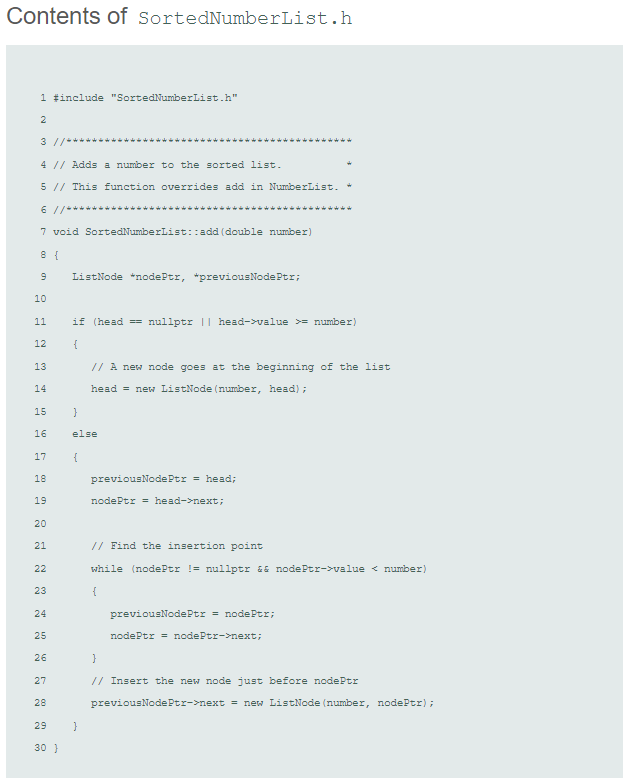 Contents of SortedNumberList.h
1 #include "SortedNumberList.h"
2
3 //*********************************************
4 // Adds a number to the sorted list.          *
5 // This function overrides add in NumberList. *
6 //*********************************************
7 void SortedNumberList::add(double number)
8 {
9    ListNode *nodePtr, *previousNodePtr;
10
11    if (head == nullptr || head->value >= number)
12    {
13       // A new node goes at the beginning of the list
14       head = new ListNode(number, head);
15    }
16    else
17    {
18       previousNodePtr = head;
19       nodePtr = head->next;
20
21       // Find the insertion point
22       while (nodePtr != nullptr && nodePtr->value < number)
23       {
24          previousNodePtr = nodePtr;
25          nodePtr = nodePtr->next;
26       }
27       // Insert the new node just before nodePtr
28       previousNodePtr->next = new ListNode(number, nodePtr);
29    }
30 }